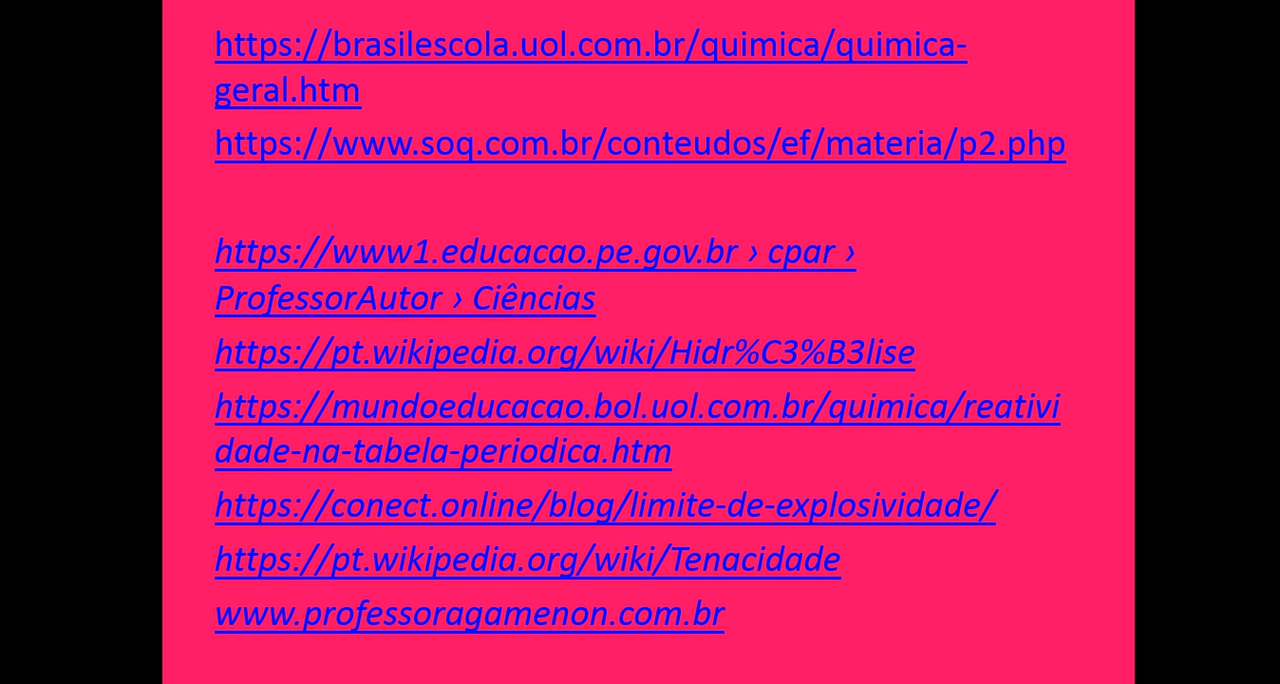 https://brasilescola.uol.com.br/quimica/quimica-
geral.htm
https://www.soq.com.br/conteudos/ef/materia/p2.php
https://www1.educacao.pe.gov.br › cpar ›
ProfessorAutor › Ciências
https://pt.wikipedia.org/wiki/Hidr%C3%B3lise
https://mundoeducacao.bol.uol.com.br/quimica/reativi
dade-na-tabela-periodica.htm
https://conect.online/blog/limite-de-explosividade/
https://pt.wikipedia.org/wiki/Tenacidade
www.professoragamenon.com.br